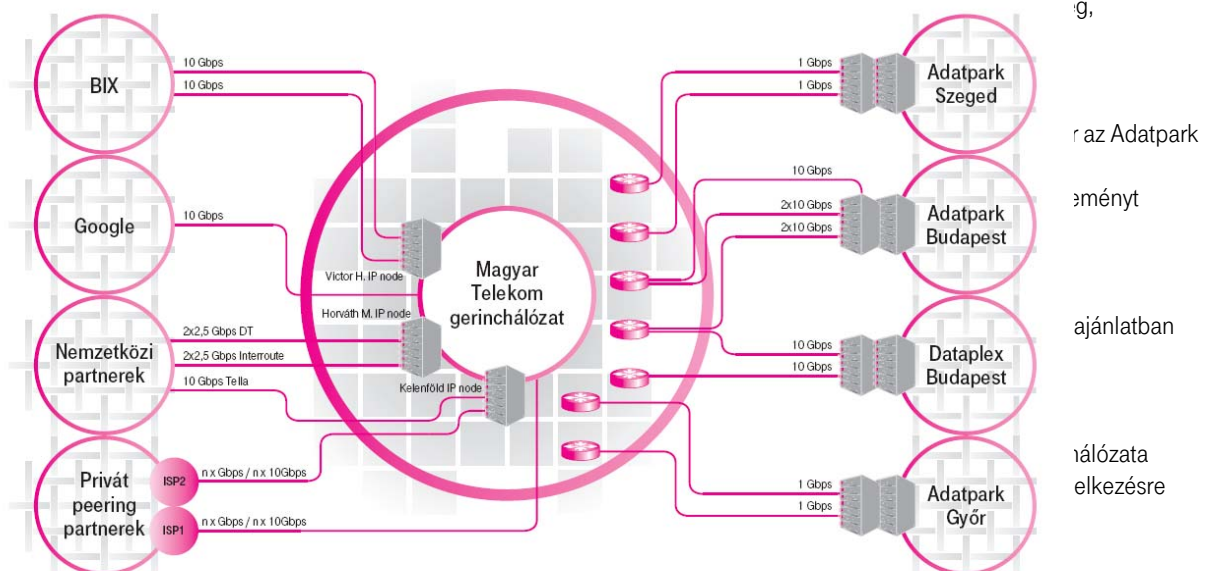 BIX
10 Gbps
10 Gbps
Google
10 Gbps
Nemzetközi
partnerek
2x2,5 Gbps DT
2x2,5 Gbps Interroute
10 Gbps Tella
Privát
peering
partnerek
ISP2
n x Gbps / n x 10Gbps
ISP1
n x Gbps / n x 10Gbps
Victor H. IP node
Horváth M. IP node
Kelenföld IP node
Magyar
Telekom
gerinchálózat
1 Gbps
1 Gbps
Adatpark
Szeged
10 Gbps
2x10 Gbps
2x10 Gbps
Adatpark
Budapest
10 Gbps
10 Gbps
Dataplex
Budapest
1 Gbps
1 Gbps
Adatpark
Győr
az Adatpark
eményt
ajánlatban
elkezésre